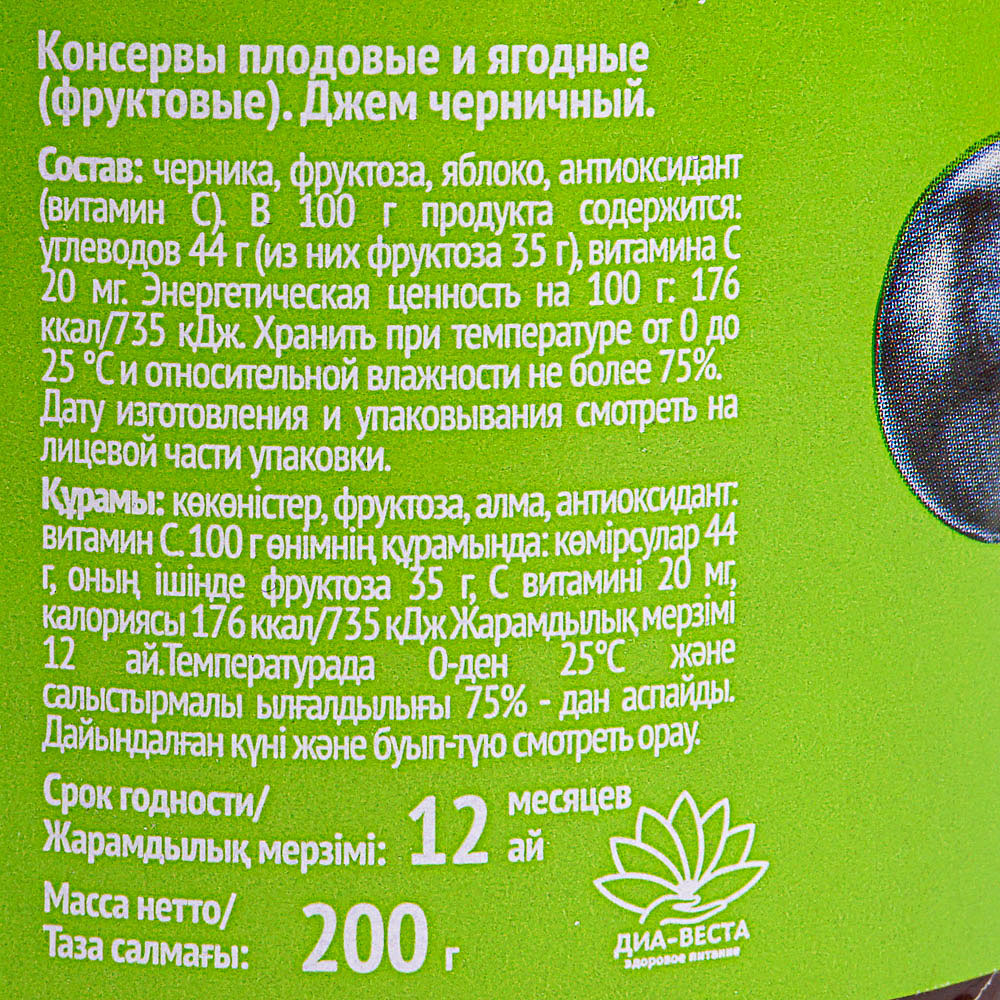 Консервы плодовые и ягодные
(фруктовые). Джем черничный.
Состав: черника, фруктоза, яблоко, антиоксидант
(витамин С). В 100 г продукта содержится:
углеводов 44 г (из них фруктоза 35 г), витамина С
20 мг. Энергетическая ценность на 100 г: 176
ккал/735 кДж. Хранить при температуре от 0 до
25 °С и относительной влажности не более 75%.
Дату изготовления и упаковывания смотреть на
лицевой части упаковки.
Құрамы: көкөністер, фруктоза, алма, антиоксидант:
витамин С. 100 г өнімнің құрамында: көмірсулар 44
г, оның ішінде фруктоза 35 г, С витамині 20 мг,
калориясы 176 ккал/735 кДж Жарамдылық мерзімі
12 ай.Температурада 0-ден 25°С және
салыстырмалы ылғалдылығы 75% - дан аспайды.
Дайындалған күні және буып-түю смотреть орау.
Срок годности/
Жарамдылық мерзімі: 12 месяцев
ай
Масса нетто/
Таза салмағы: 200 г
ДИА-ВЕСТА
здоровое питание